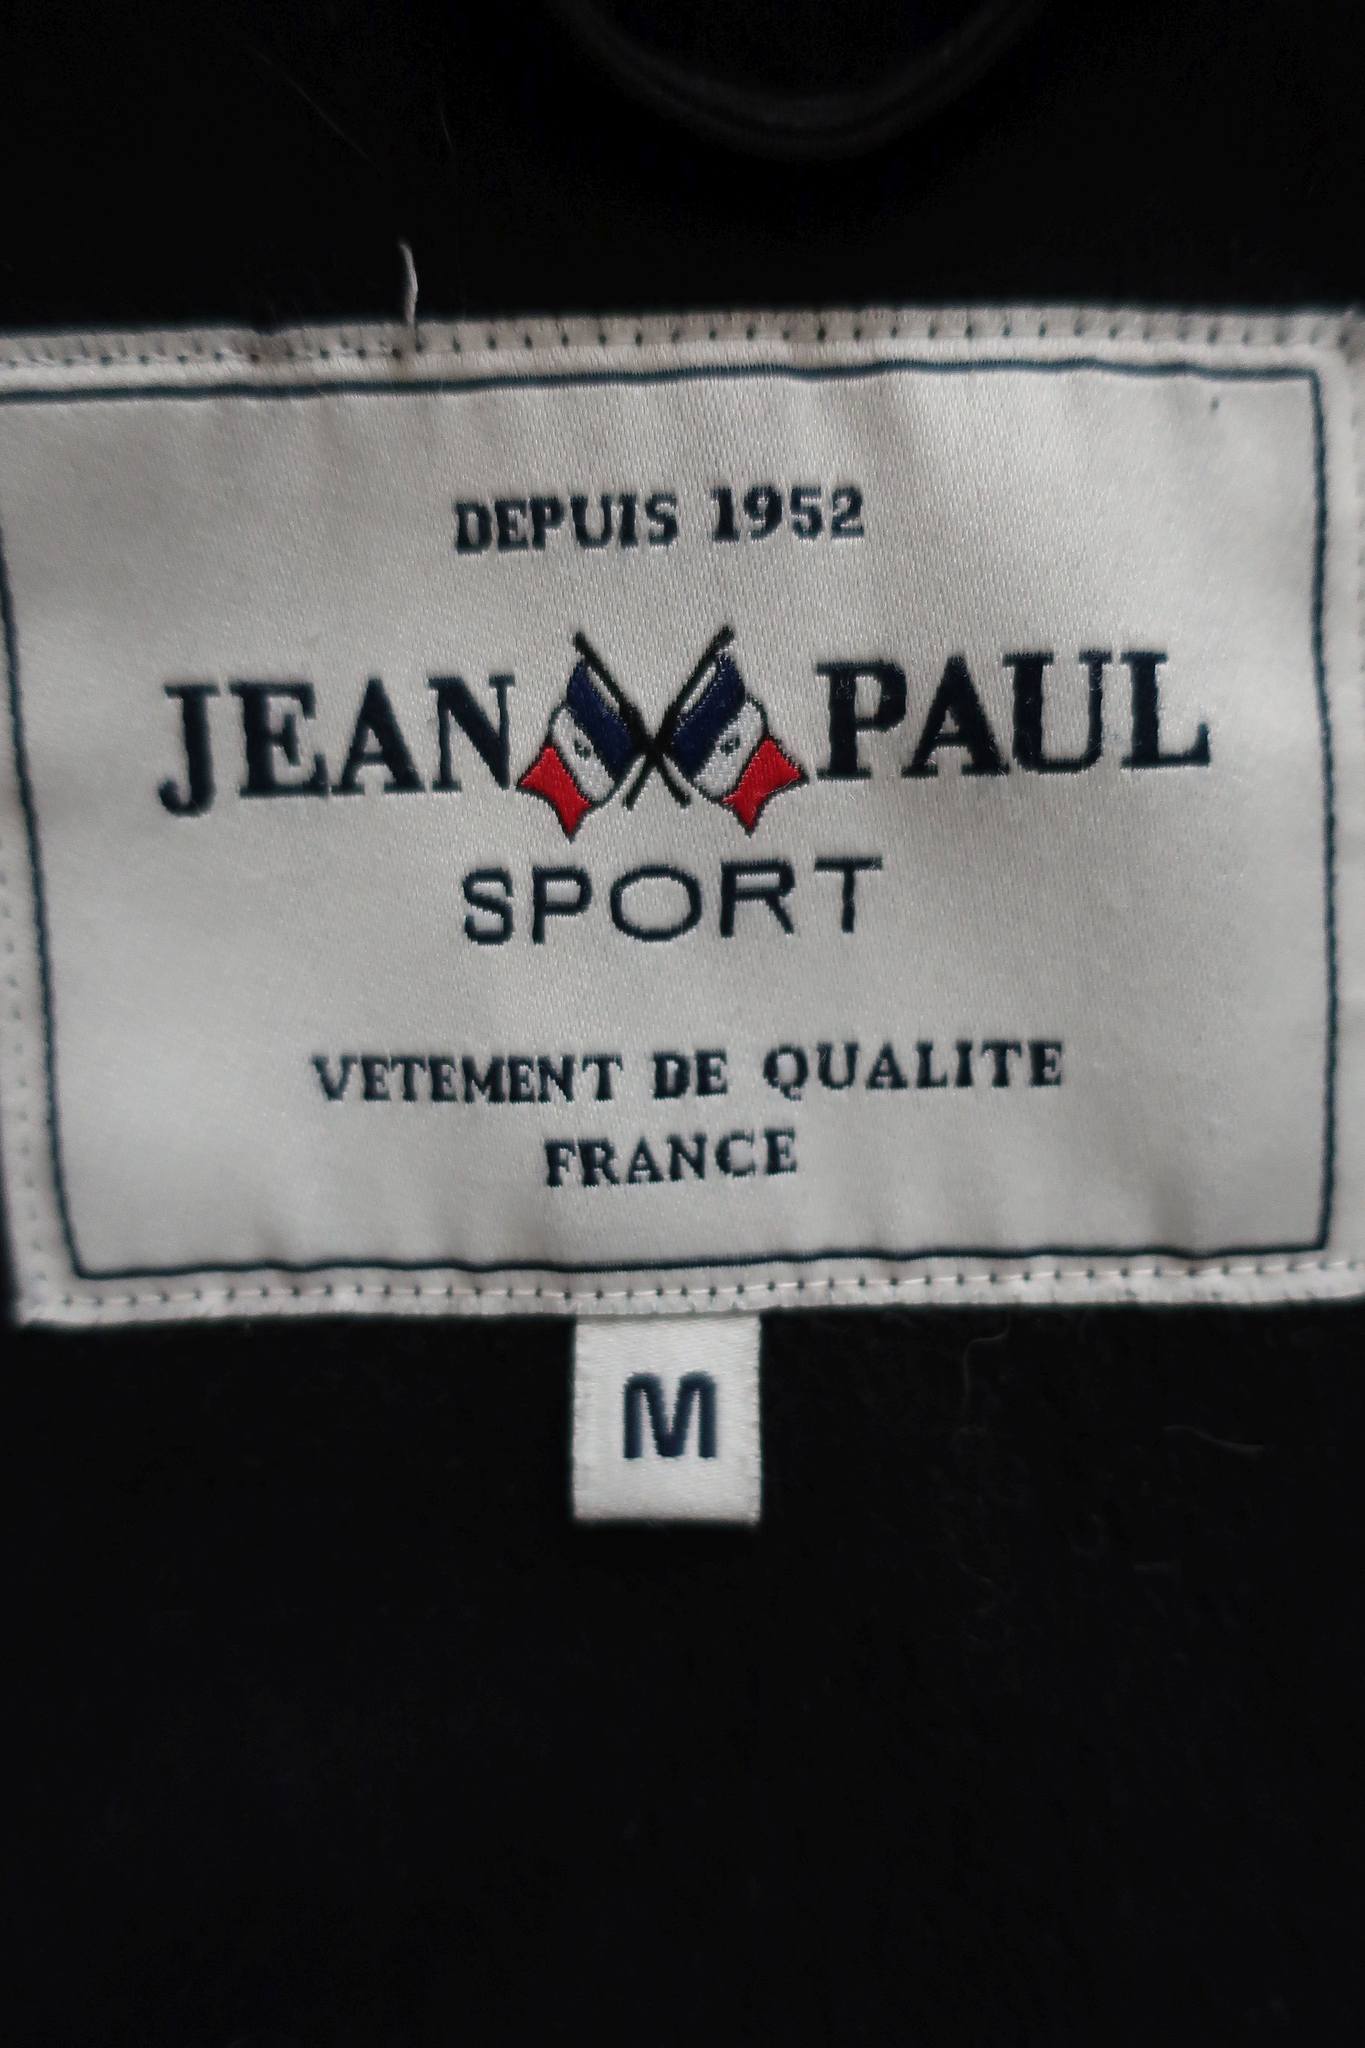 DEPUIS 1952
JEAN PAUL
SPORT
VETEMENT DE QUALITE
FRANCE
M